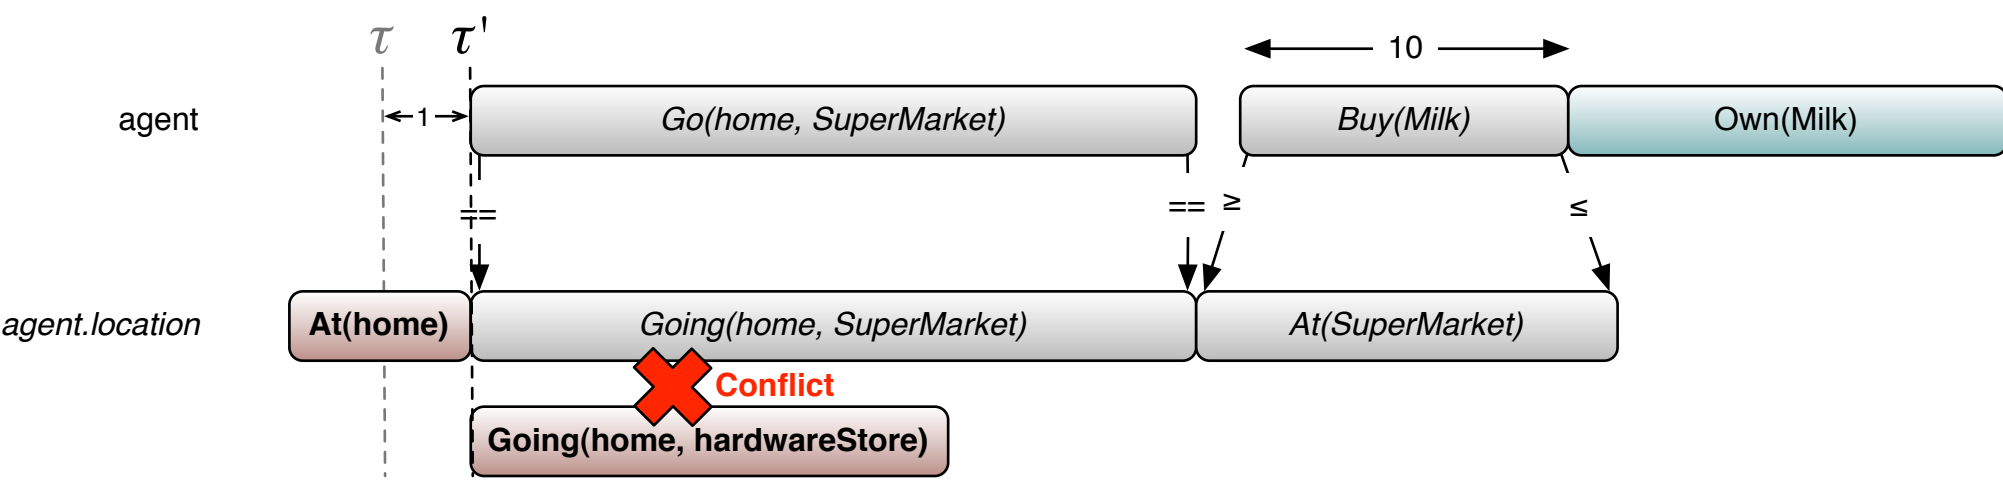 τ τ'
10
agent 1 Go(home, SuperMarket) Buy(Milk) Own(Milk)
== == ≥ ≤
agent.location At(home) Going(home, SuperMarket) At(SuperMarket)
Conflict
Going(home, hardwareStore)